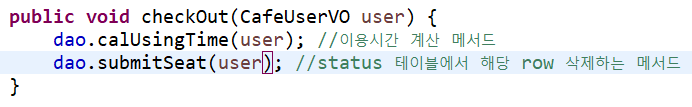 public void checkOut(CafeUserVO user) {
    dao.calUsingTime(user); //이용시간 계산 메서드
    dao.submitSeat(user); //status 테이블에서 해당 row 삭제하는 메서드
}